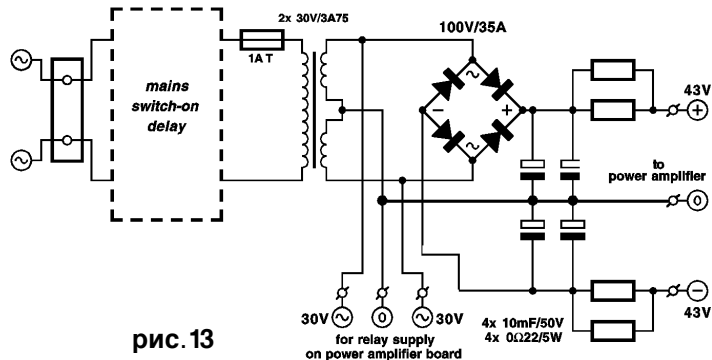 2x 30V/3A75
100V/35A
1A T
mains
switch-on
delay
43V
+
−
+
to
power amplifier
0
−
43V
30V
0
30V
4x 10mF/50V
4x 0Ω22/5W
for relay supply
on power amplifier board
рис.13